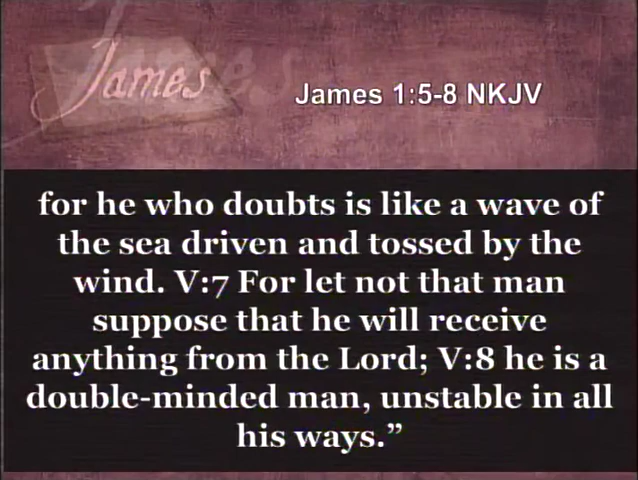 James
James 1:5-8 NKJV
for he who doubts is like a wave of
the sea driven and tossed by the
wind. V:7 For let not that man
suppose that he will receive
anything from the Lord; V:8 he is a
double-minded man, unstable in all
his ways.”